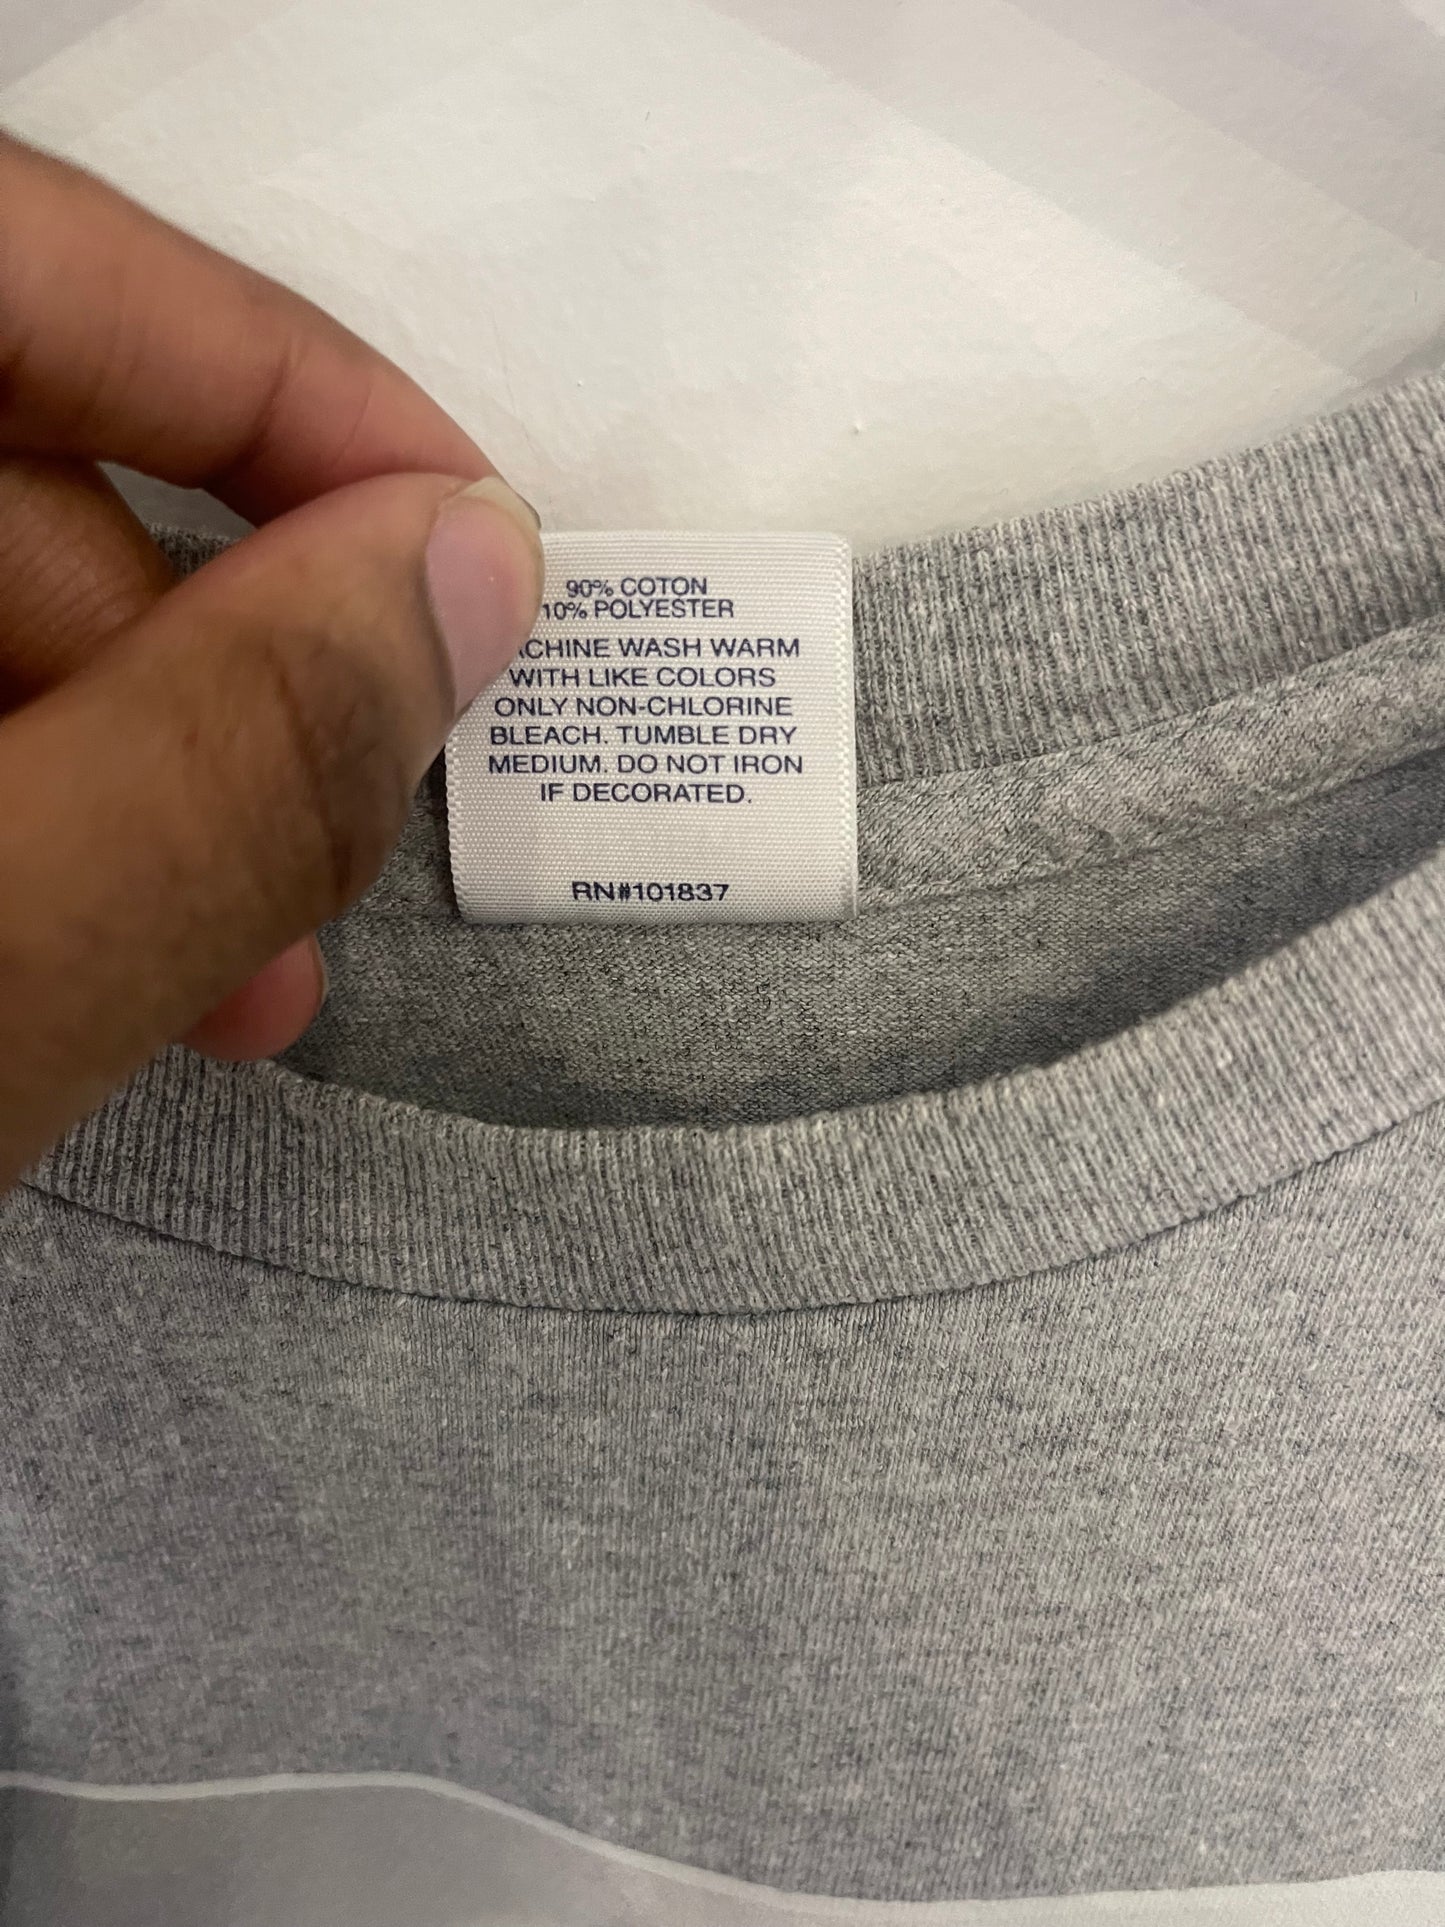 90% COTON
10% POLYESTER
CHINE WASH WARM
WITH LIKE COLORS
ONLY NON-CHLORINE
BLEACH. TUMBLE DRY
MEDIUM. DO NOT IRON
IF DECORATED.
RN#101837